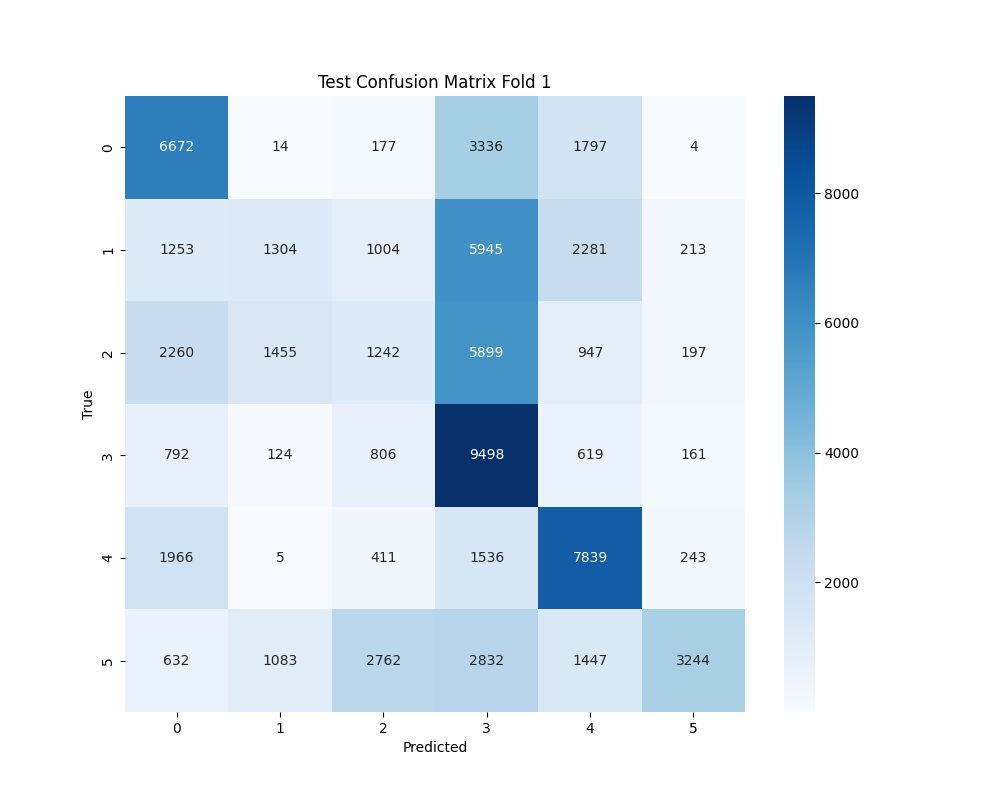 Test Confusion Matrix Fold 1
0 6672 14 177 3336 1797 4
1 1253 1304 1004 5945 2281 213
2 2260 1455 1242 5899 947 197
3 792 124 806 9498 619 161
4 1966 5 411 1536 7839 243
5 632 1083 2762 2832 1447 3244
0 1 2 3 4 5
Predicted
True
8000
6000
4000
2000